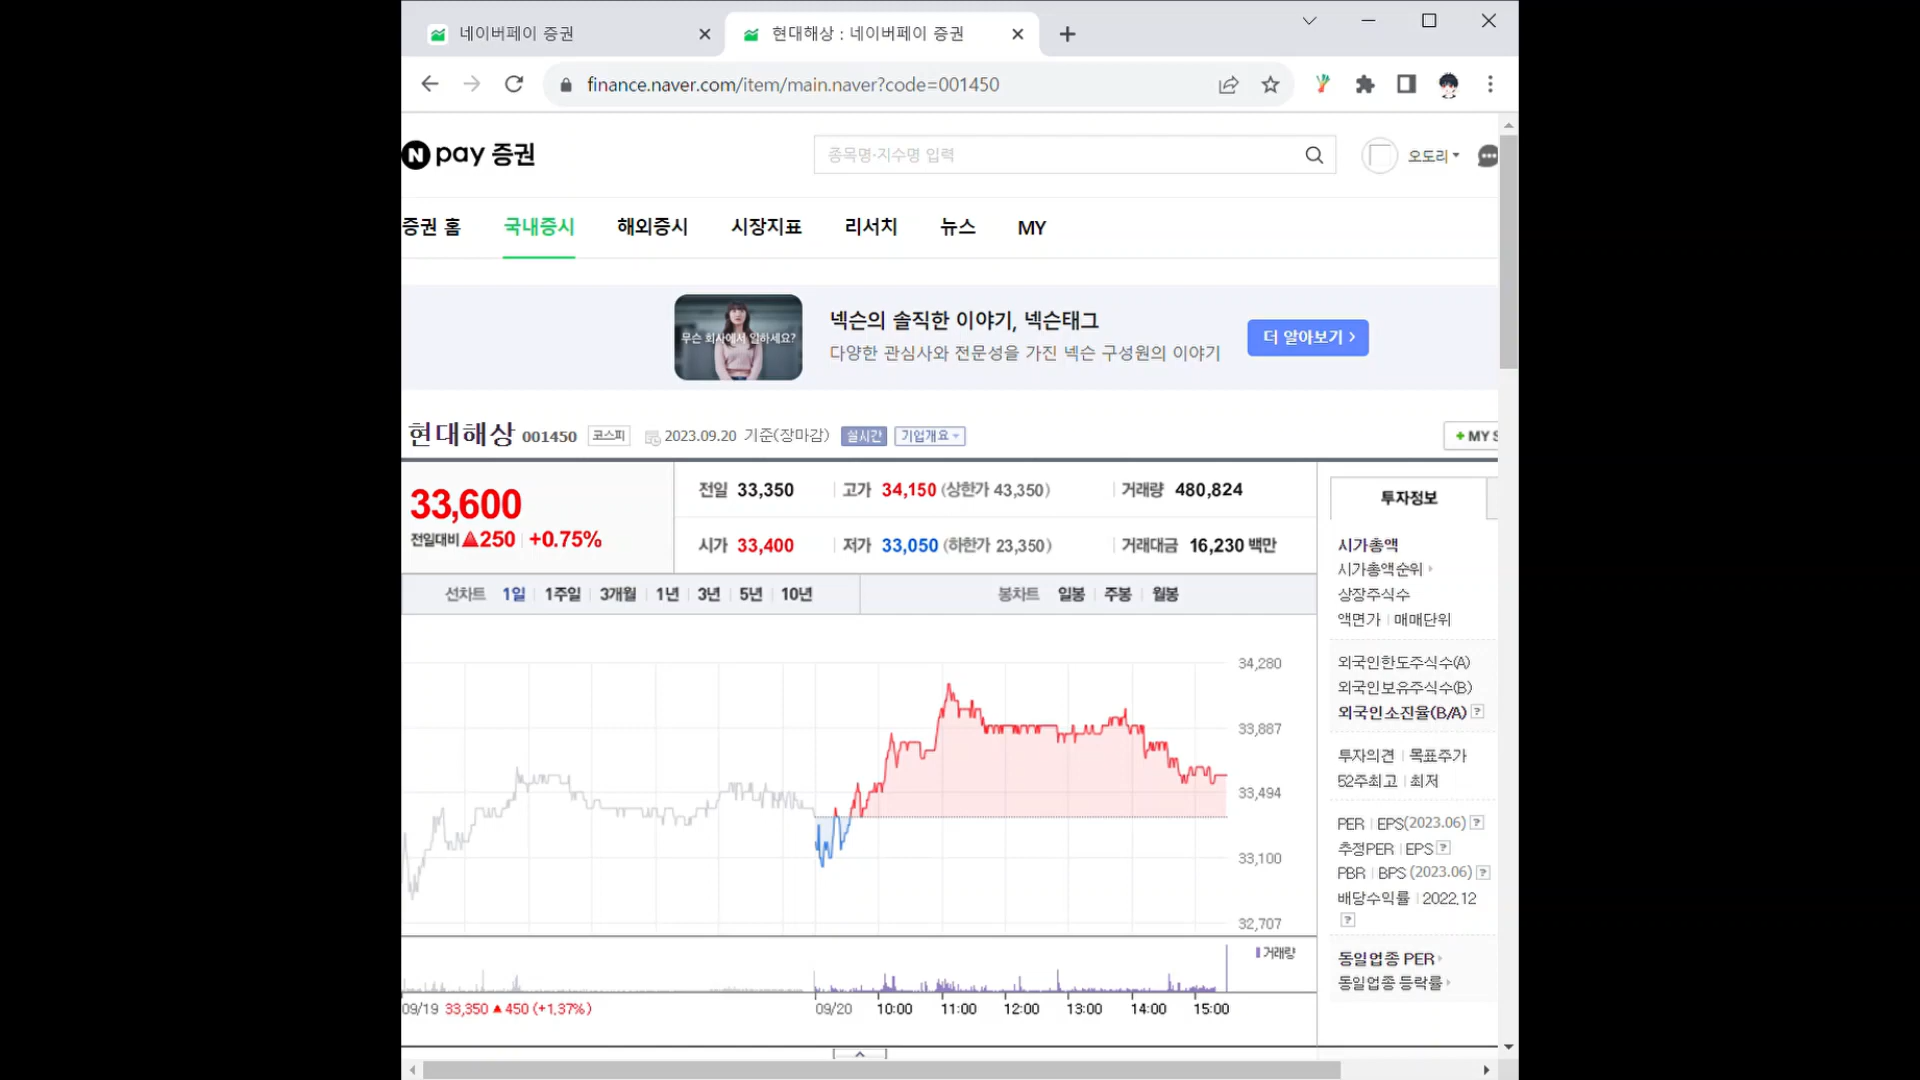 네이버페이 증권
현대해상 : 네이버페이 증권
finance.naver.com/item/main.naver?code=001450
N pay 증권
종목명·지수명 입력
오도리
증권 홈 국내증시 해외증시 시장지표 리서치 뉴스 MY
무슨 회사에서 일하세요?
넥슨의 솔직한 이야기, 넥슨태그
다양한 관심사와 전문성을 가진 넥슨 구성원의 이야기
더 알아보기
현대해상 001450 코스피 2023.09.20 기준(장마감) 실시간 기업개요
+ MY S
33,600
전일대비 ▲250 +0.75%
전일 33,350 고가 34,150 (상한가 43,350) 거래량 480,824
시가 33,400 저가 33,050 (하한가 23,350) 거래대금 16,230 백만
선차트 1일 1주일 3개월 1년 3년 5년 10년 봉차트 일봉 주봉 월봉
34,280
33,887
33,494
33,100
32,707
거래량
09/19 33,350 ▲ 450 (+1.37%)
09/20 10:00 11:00 12:00 13:00 14:00 15:00
투자정보
시가총액
시가총액순위
상장주식수
액면가 매매단위
외국인한도주식수(A)
외국인보유주식수(B)
외국인소진율(B/A) ?
투자의견 목표주가
52주최고 최저
PER EPS(2023.06) ?
추정PER EPS ?
PBR BPS (2023.06) ?
배당수익률 2022.12
?
동일업종 PER
동일업종 등락률